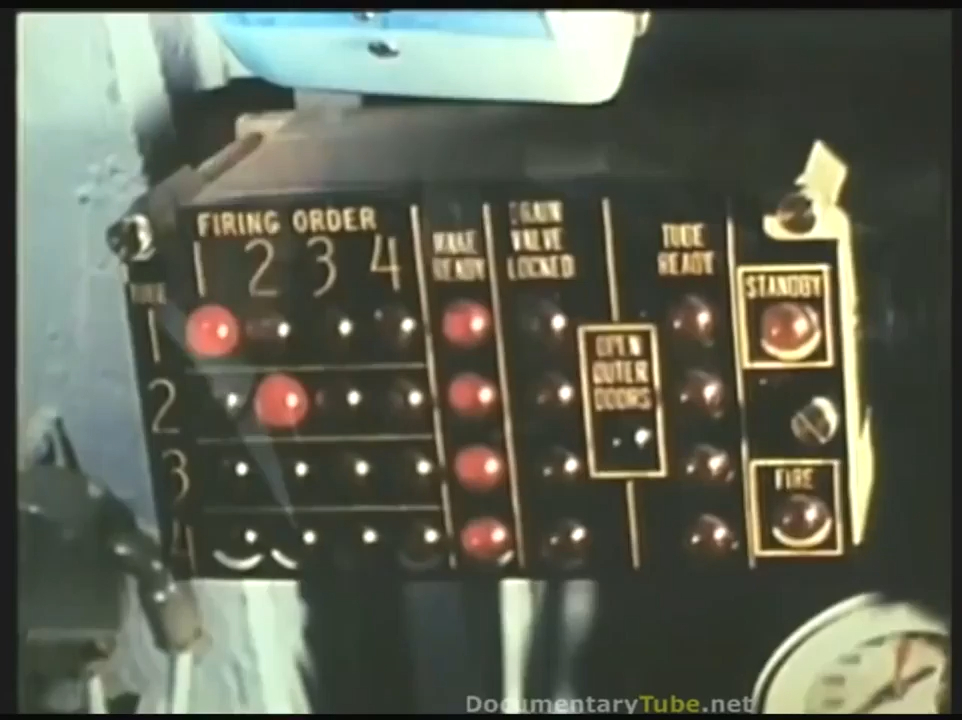 FIRING ORDER
1 2 3 4
MAKE READY
DRAIN VALVE LOCKED
TUBE READY
TUBE
STANDBY
1
2
3
4
OPEN OUTER DOORS
FIRE
DocumentaryTube.net